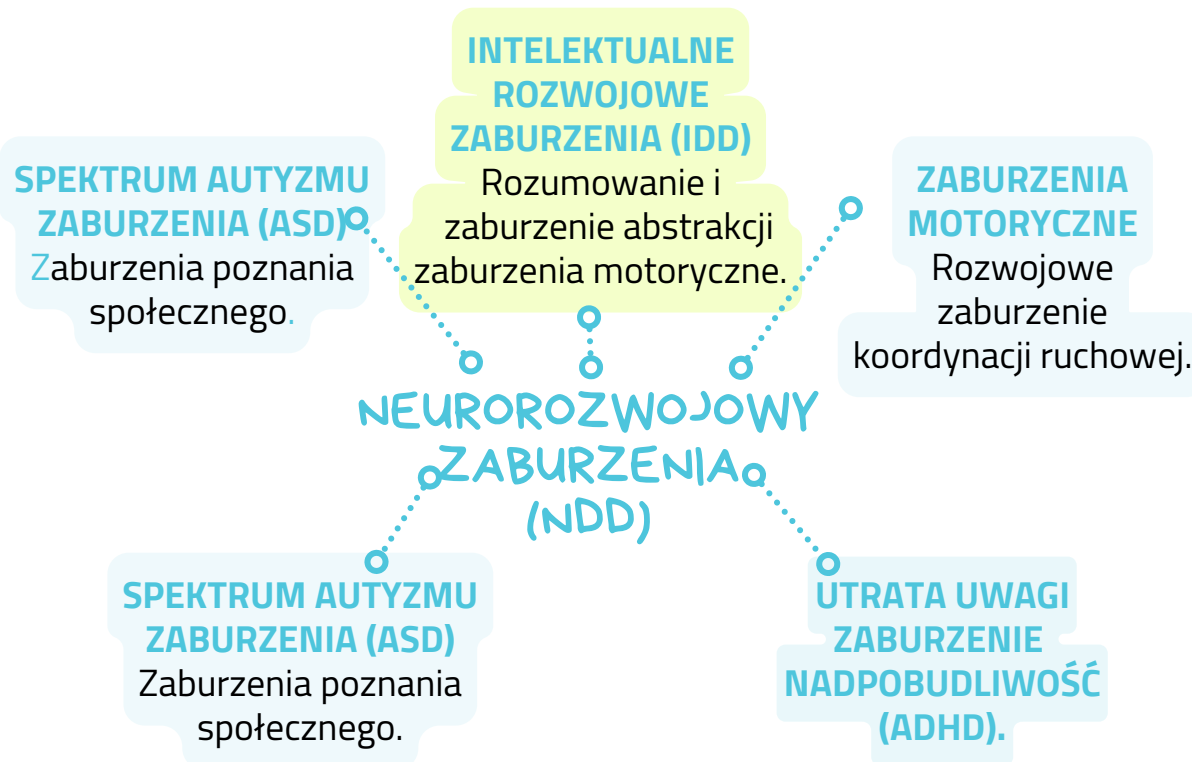 INTELEKTUALNE
ROZWOJOWE
ZABURZENIA (IDD)
Rozumowanie i
zaburzenie abstrakcji
zaburzenia motoryczne.
SPEKTRUM AUTYZMU
ZABURZENIA (ASD)
Zaburzenia poznania
społecznego.
ZABURZENIA
MOTORYCZNE
Rozwojowe
zaburzenie
koordynacji ruchowej.
NEUROROZWOJOWY
ZABURZENIA
(NDD)
SPEKTRUM AUTYZMU
ZABURZENIA (ASD)
Zaburzenia poznania
społecznego.
UTRATA UWAGI
ZABURZENIE
NADPOBUDLIWOŚĆ
(ADHD).